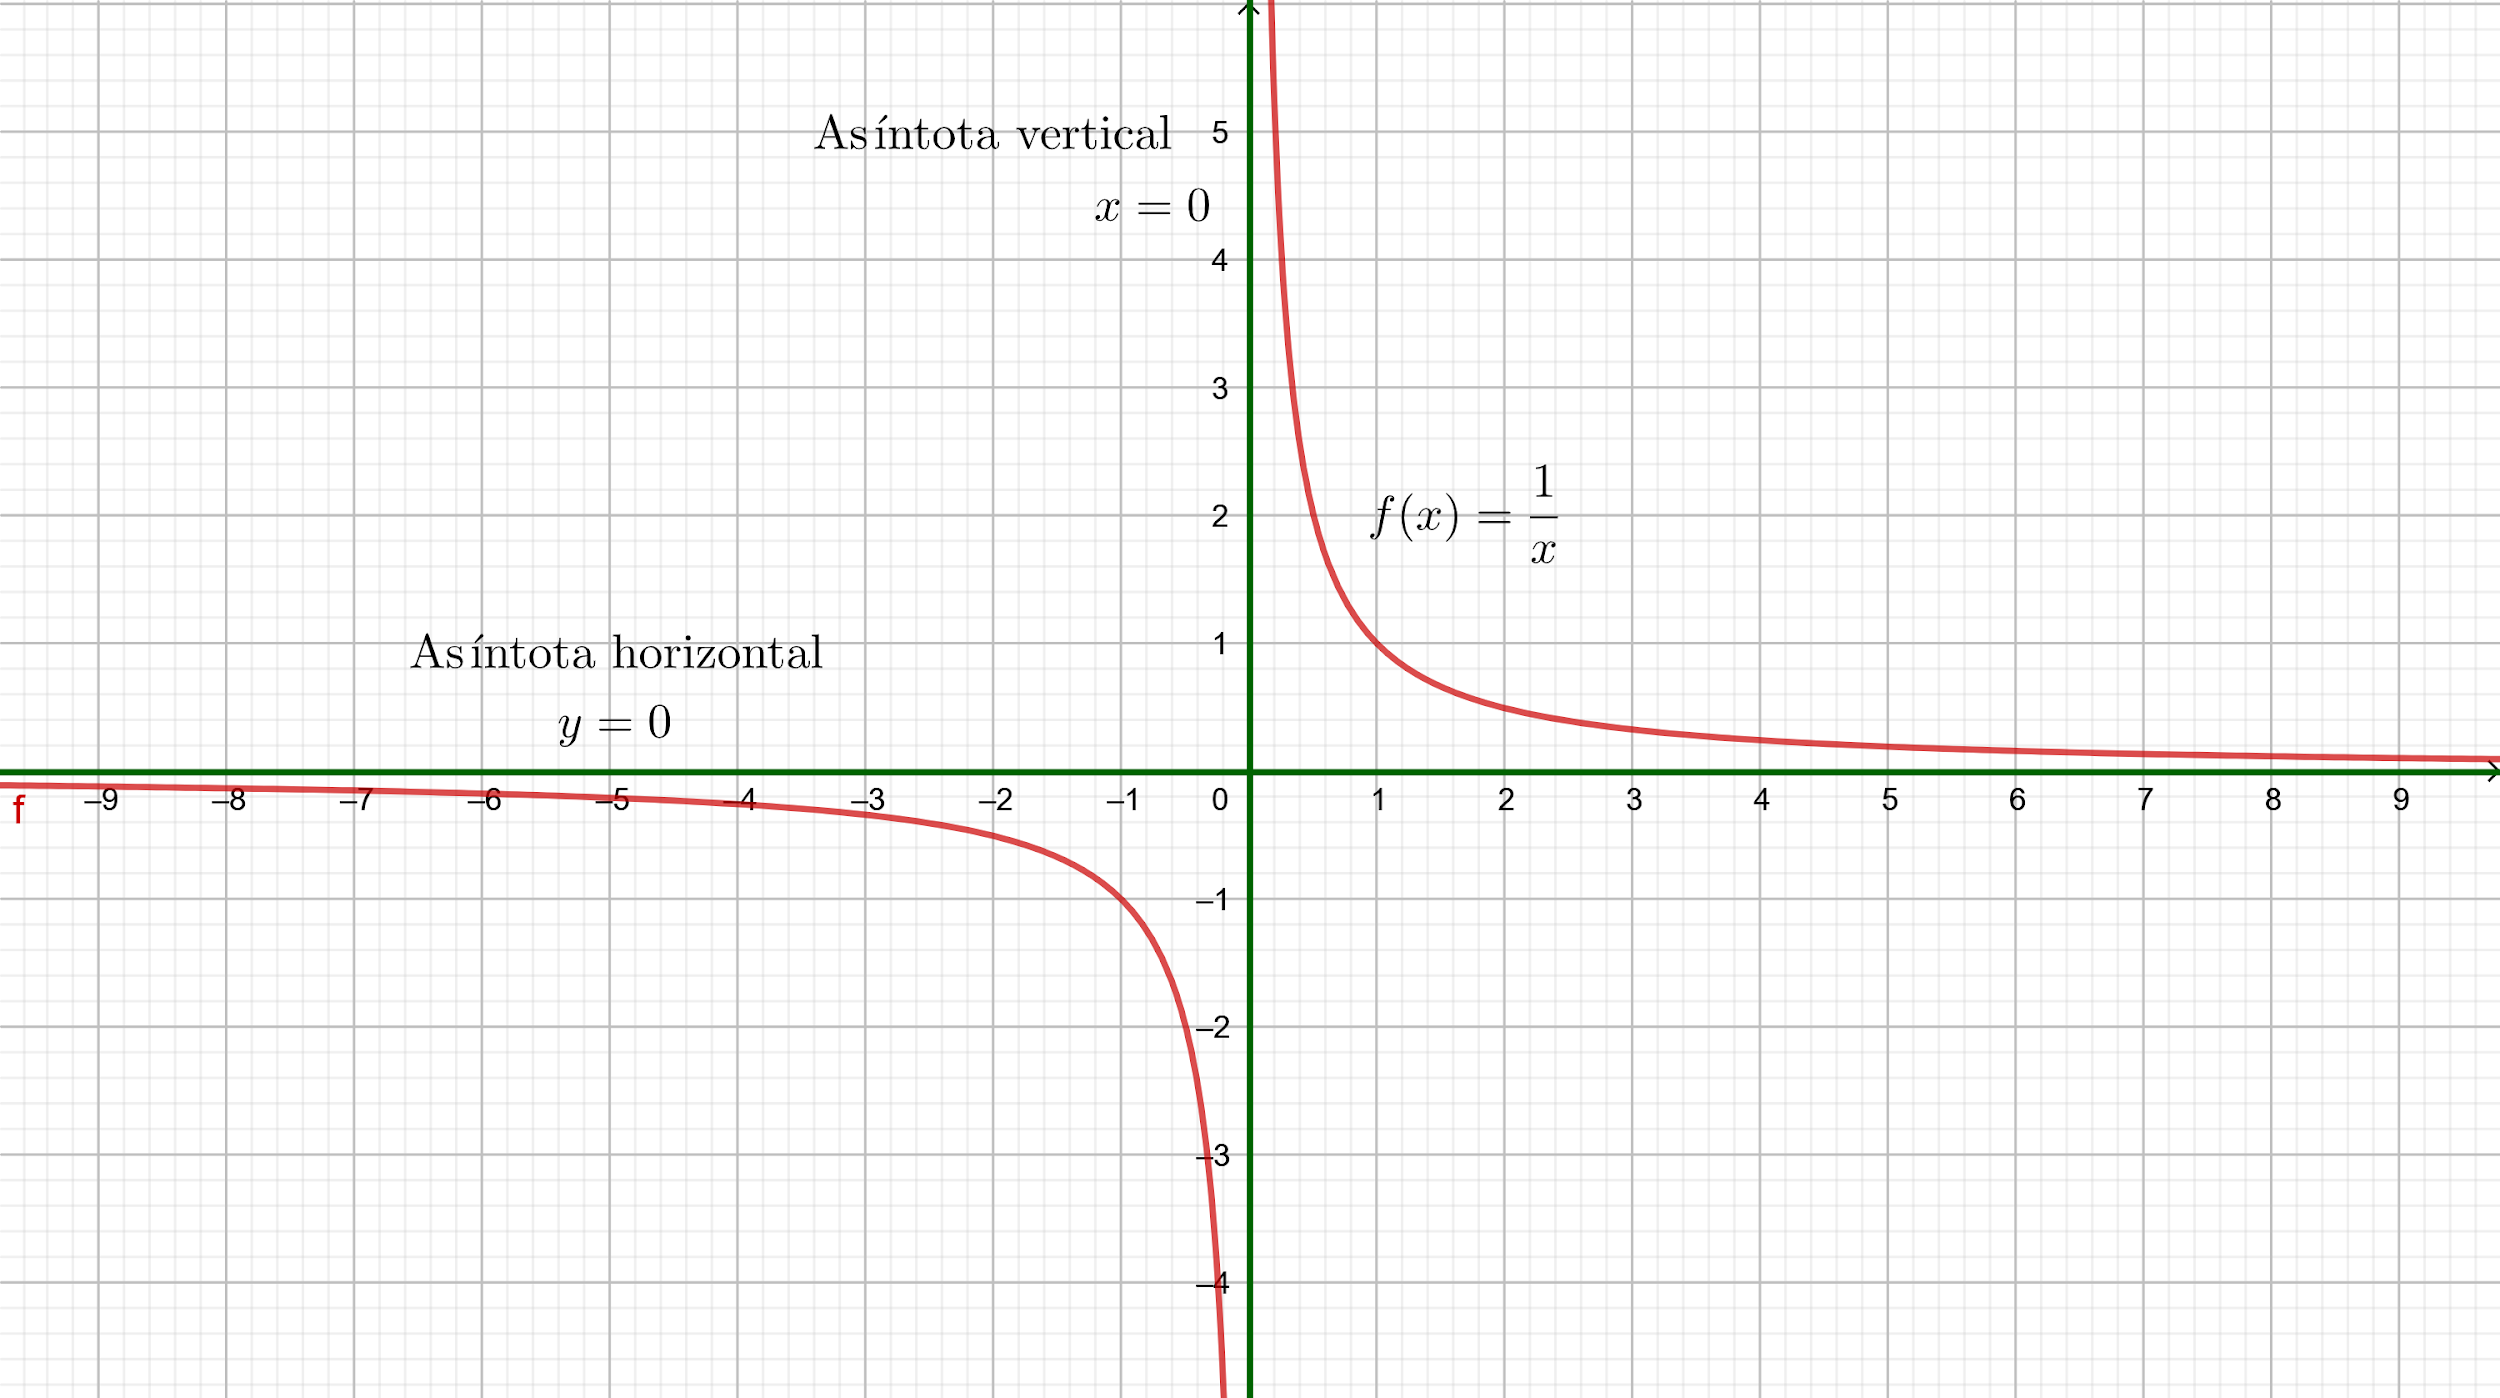 Asíntota vertical
x = 0
f(x) = 1/x
Asíntota horizontal
y = 0
5
4
3
2
1
–9 –8 –7 –6 –5 –4 –3 –2 –1 0 1 2 3 4 5 6 7 8 9
f
–1
–2
–3
–4